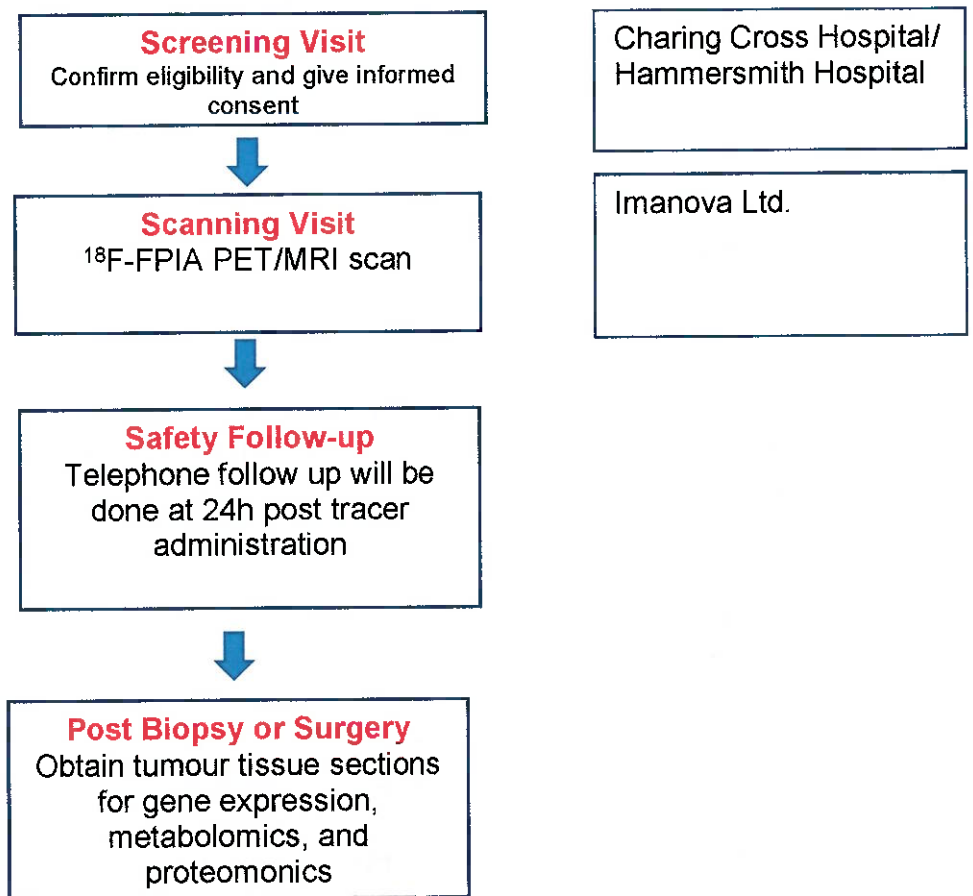 Screening Visit
Confirm eligibility and give informed
consent
Charing Cross Hospital/
Hammersmith Hospital
Scanning Visit
¹⁸F-FPIA PET/MRI scan
Imanova Ltd.
Safety Follow-up
Telephone follow up will be
done at 24h post tracer
administration
Post Biopsy or Surgery
Obtain tumour tissue sections
for gene expression,
metabolomics, and
proteomonics